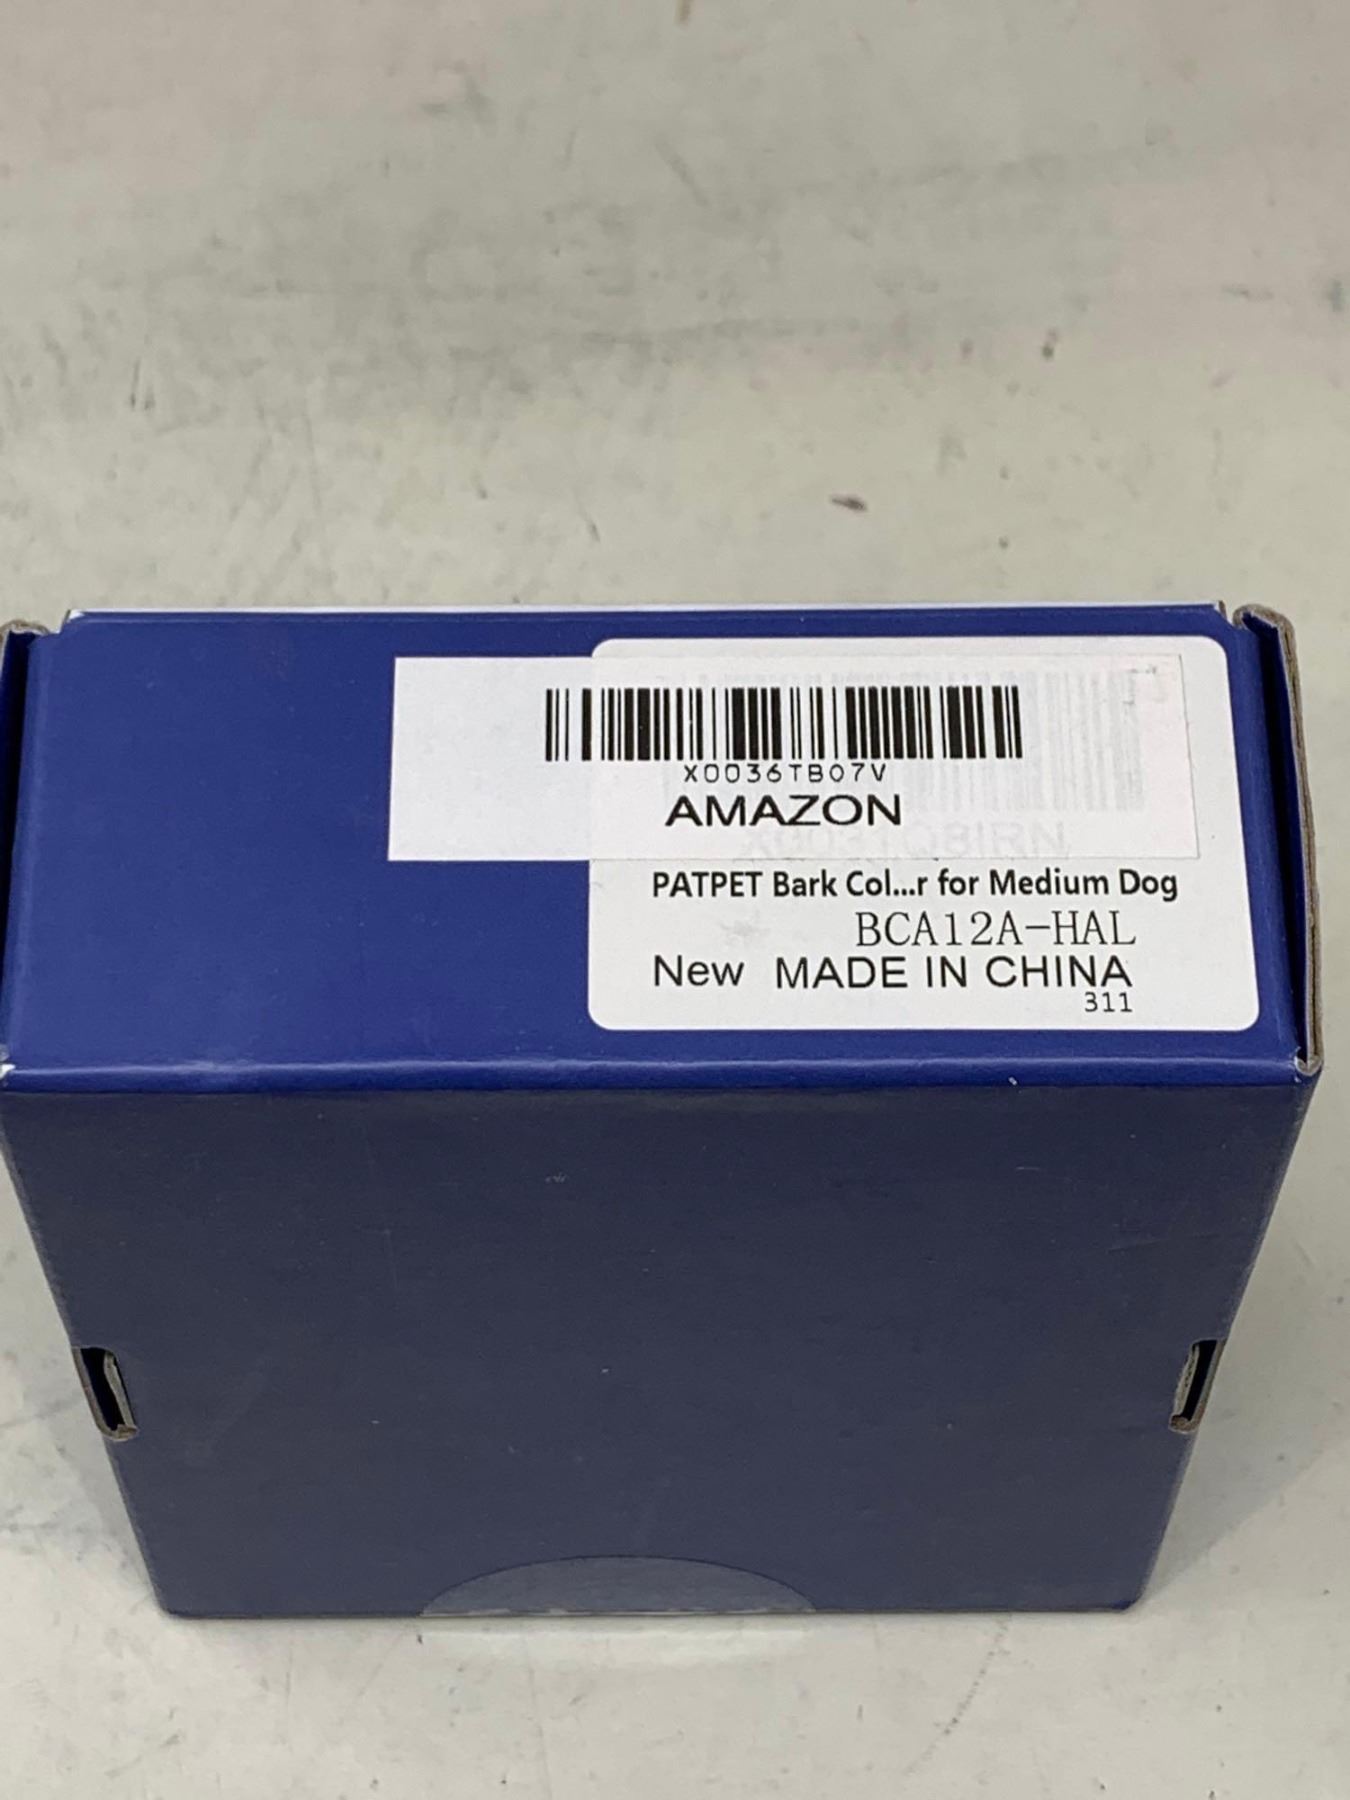 X0036TB07V
AMAZON
PATPET Bark Col...r for Medium Dog
BCA12A-HAL
New MADE IN CHINA
311